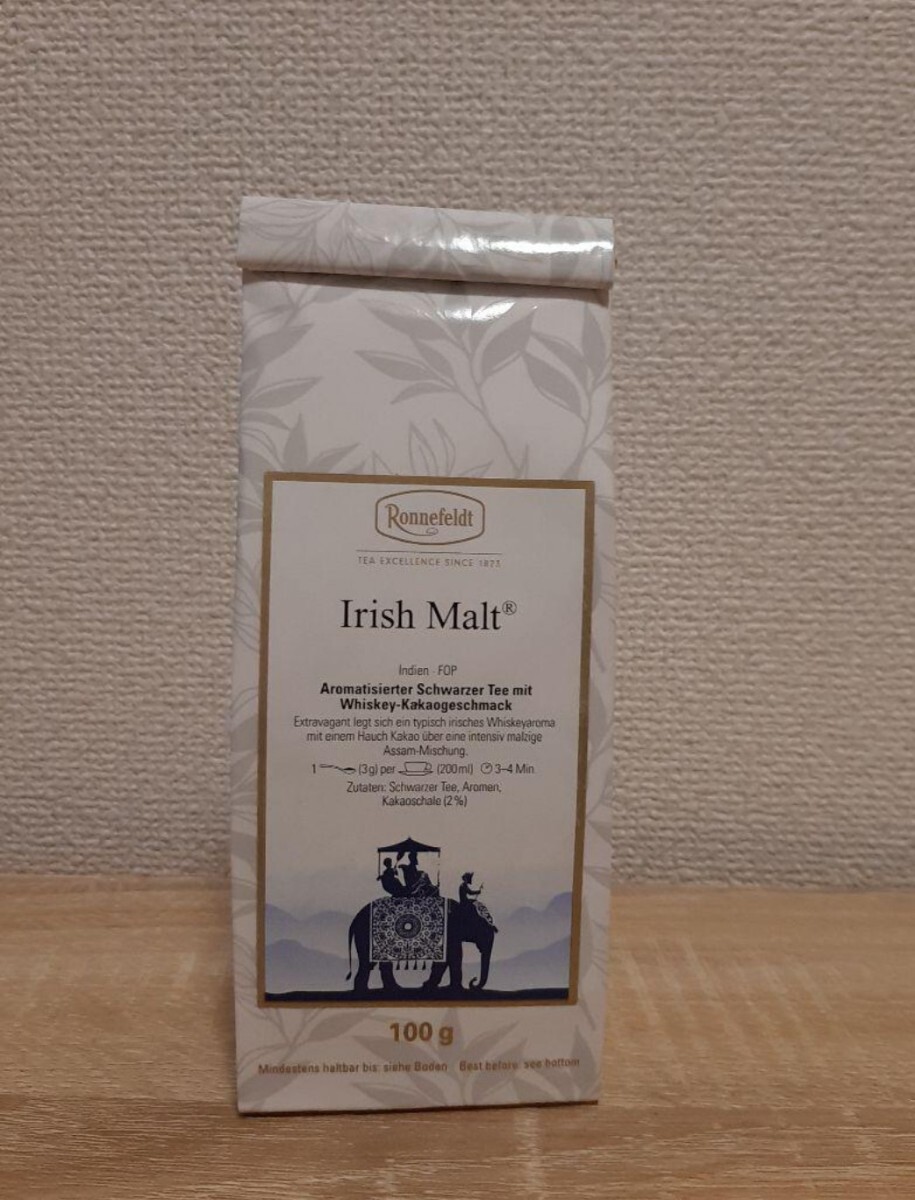 Ronnefeldt
TEA EXCELLENCE SINCE 1823
Irish Malt®
Indien · FOP
Aromatisierter Schwarzer Tee mit
Whiskey-Kakaogeschmack
Extravagant legt sich ein typisch irisches Whiskeyaroma
mit einem Hauch Kakao über eine intensiv malzige
Assam-Mischung.
1 (3g) per (200ml) 3–4 Min.
Zutaten: Schwarzer Tee, Aromen,
Kakaoschale (2%)
100 g
Mindestens haltbar bis: siehe Boden Best before: see bottom